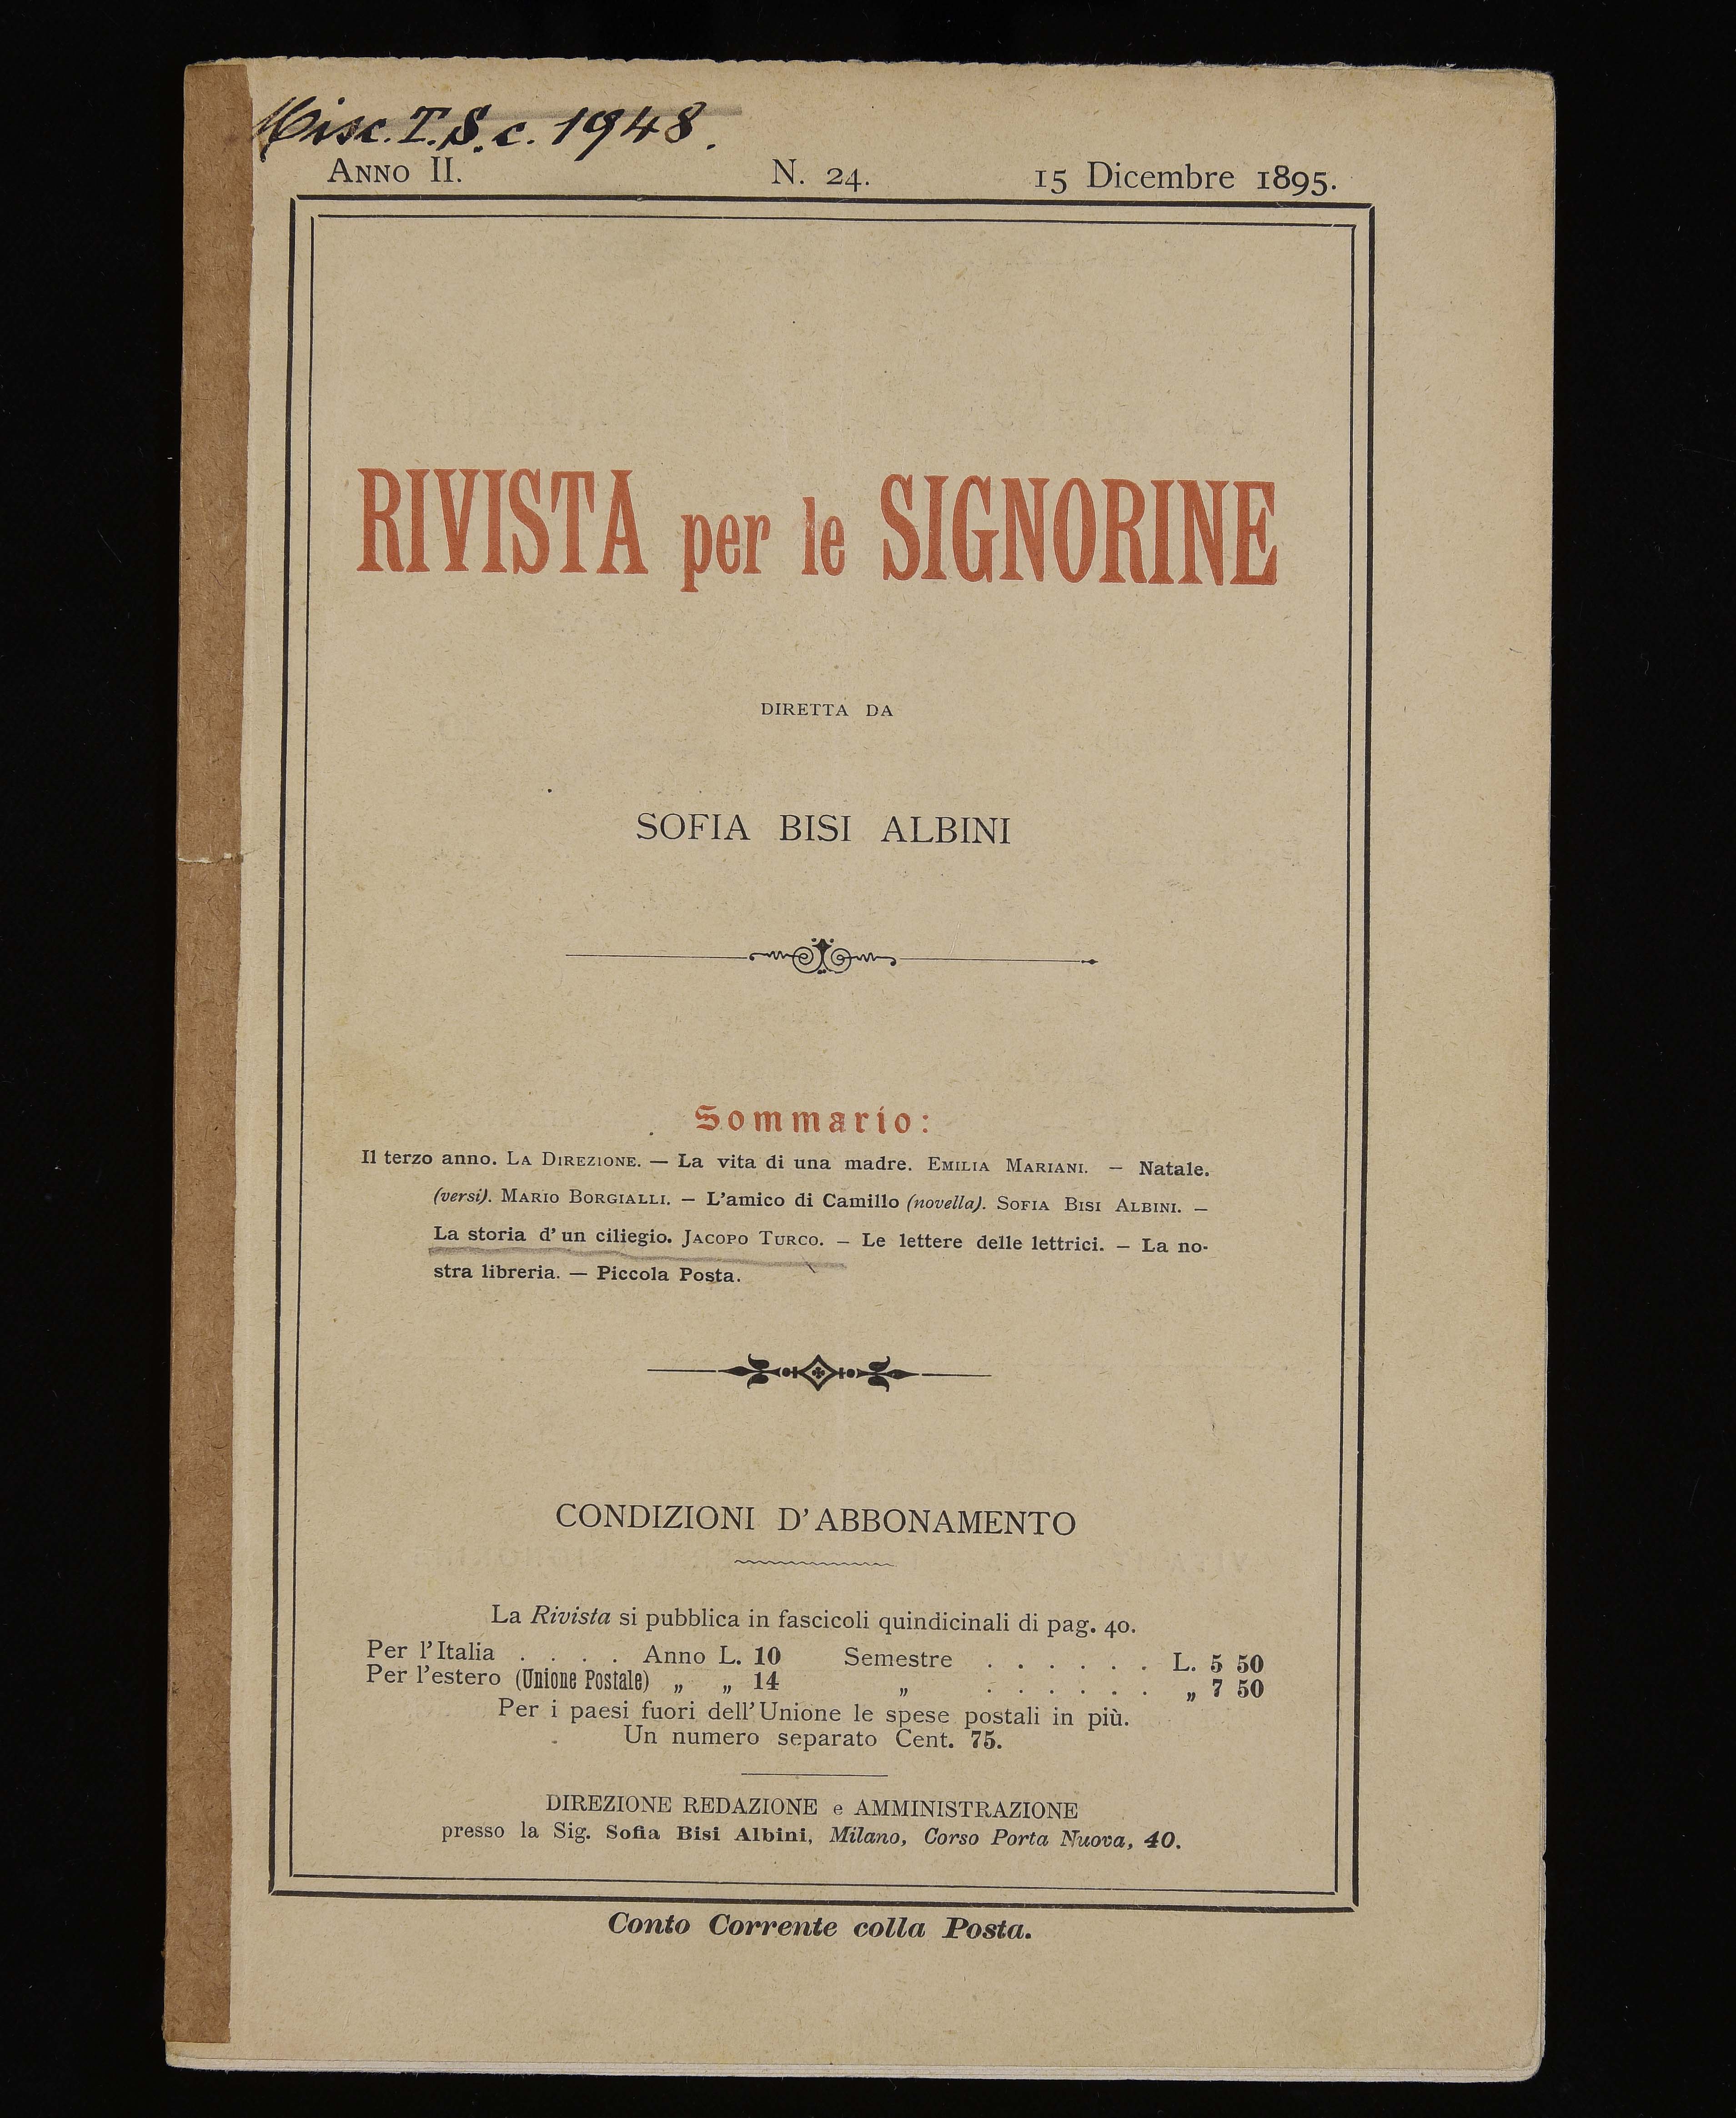 Misc. T. S. c. 1948.
ANNO II. N. 24. 15 Dicembre 1895.
RIVISTA per le SIGNORINE
DIRETTA DA
SOFIA BISI ALBINI
Sommario:
Il terzo anno. LA DIREZIONE. — La vita di una madre. EMILIA MARIANI. — Natale.
(versi). MARIO BORGIALLI. — L'amico di Camillo (novella). SOFIA BISI ALBINI. —
La storia d'un ciliegio. JACOPO TURCO. — Le lettere delle lettrici. — La no-
stra libreria. — Piccola Posta.
CONDIZIONI D'ABBONAMENTO
La Rivista si pubblica in fascicoli quindicinali di pag. 40.
Per l'Italia . . . . Anno L. 10 Semestre . . . . . . L. 5 50
Per l'estero (Unione Postale) „ „ 14 „ . . . . . . „ 7 50
Per i paesi fuori dell'Unione le spese postali in più.
Un numero separato Cent. 75.
DIREZIONE REDAZIONE e AMMINISTRAZIONE
presso la Sig. Sofia Bisi Albini, Milano, Corso Porta Nuova, 40.
Conto Corrente colla Posta.